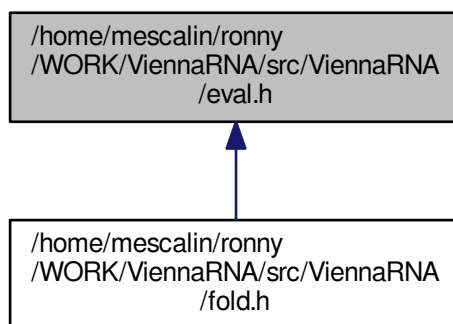 /home/mescalin/ronny
/WORK/ViennaRNA/src/ViennaRNA
/eval.h
/home/mescalin/ronny
/WORK/ViennaRNA/src/ViennaRNA
/fold.h